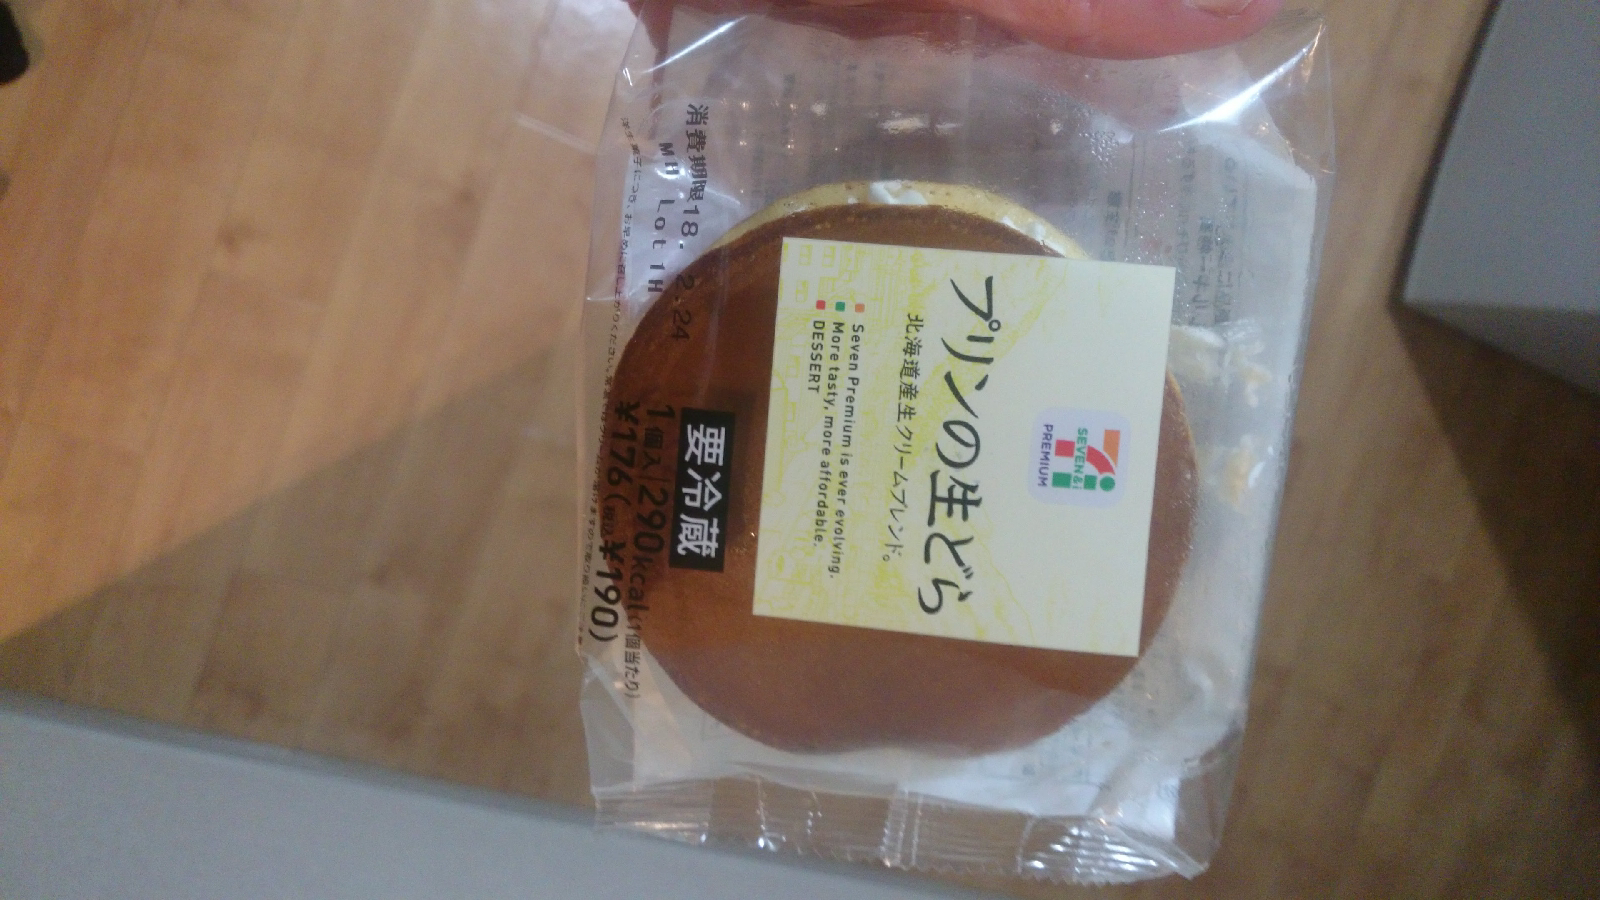 SEVEN&i
PREMIUM
プリンの生どら
北海道産生クリームブレンド。
Seven Premium is ever evolving.
More tasty, more affordable.
DESSERT
要冷蔵
消費期限18. 2.24
MH Lot 1H
1個入 290kcal(1個当たり)
¥176(税込¥190)